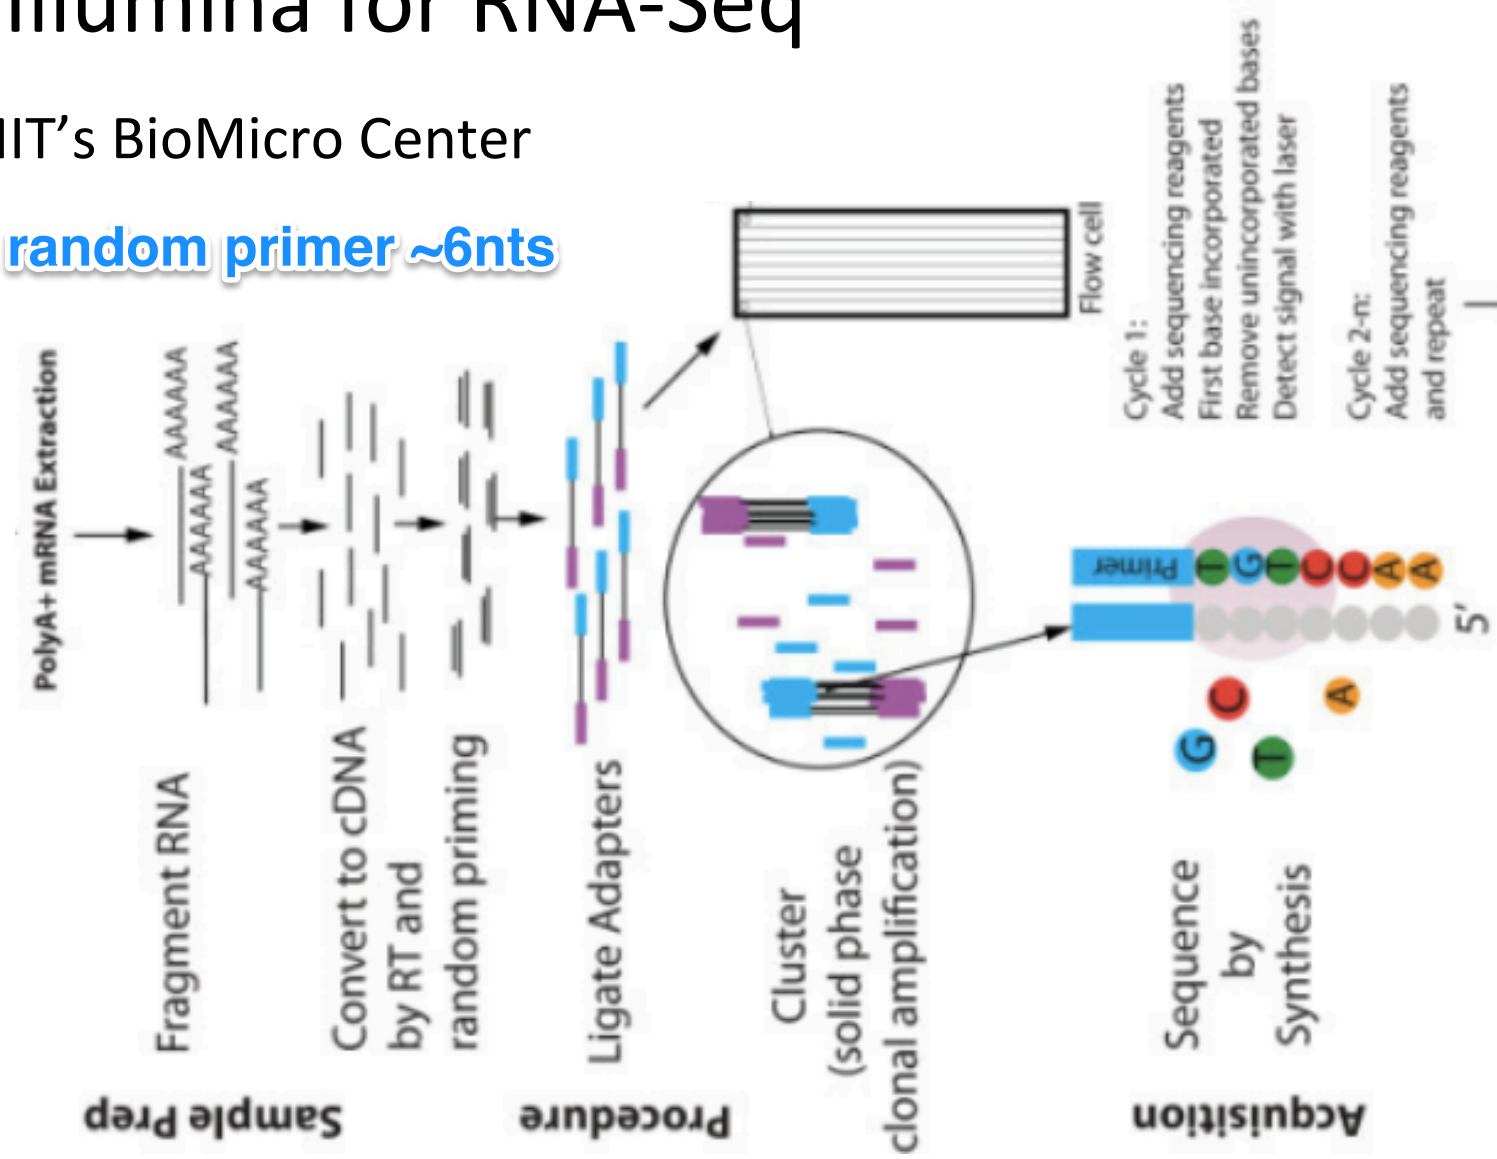 Illumina for RNA-Seq
MIT's BioMicro Center
random primer ~6nts
PolyA+ mRNA Extraction
AAAAAA
AAAAAA
AAAAAA
AAAAAA
Fragment RNA
Convert to cDNA
by RT and
random priming
Ligate Adapters
Flow cell
Cluster
(solid phase
clonal amplification)
Cycle 1:
Add sequencing reagents
First base incorporated
Remove unincorporated bases
Detect signal with laser
Cycle 2-n:
Add sequencing reagents
and repeat
Primer
T G T C C A A
5'
C A
G T
Sequence
by
Synthesis
Sample Prep
Procedure
Acquisition